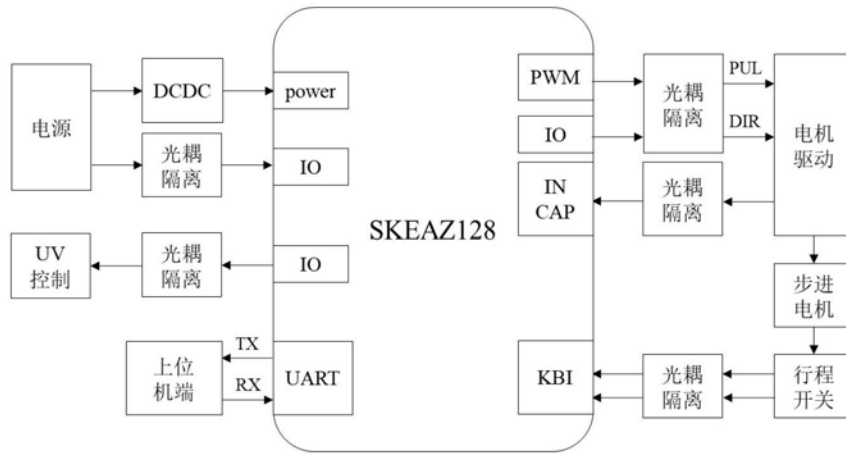 电源
DCDC
power
光耦
隔离
IO
UV
控制
光耦
隔离
IO
上位
机端
TX
RX
UART
SKEAZ128
PWM
IO
IN
CAP
KBI
光耦
隔离
PUL
DIR
电机
驱动
光耦
隔离
步进
电机
光耦
隔离
行程
开关